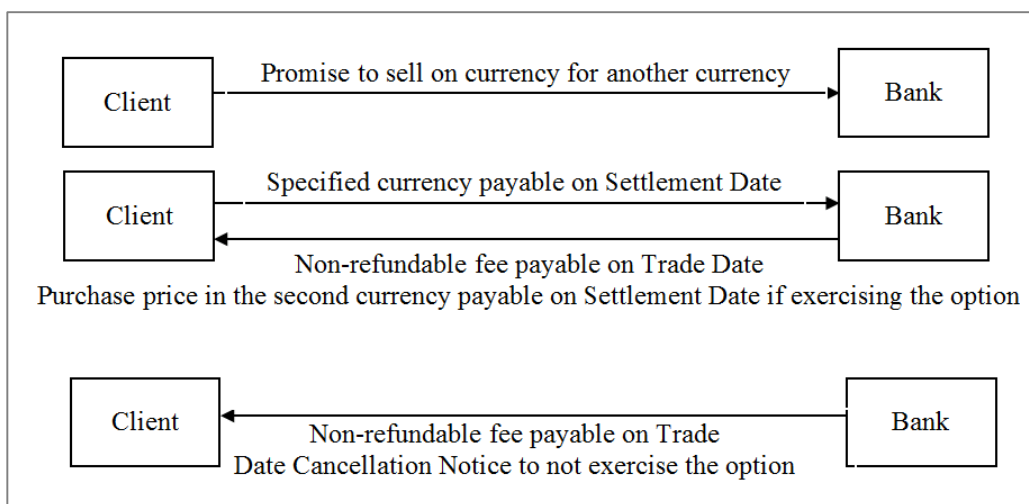 Promise to sell on currency for another currency
Client
Bank
Specified currency payable on Settlement Date
Client
Bank
Non-refundable fee payable on Trade Date
Purchase price in the second currency payable on Settlement Date if exercising the option
Client
Bank
Non-refundable fee payable on Trade
Date Cancellation Notice to not exercise the option